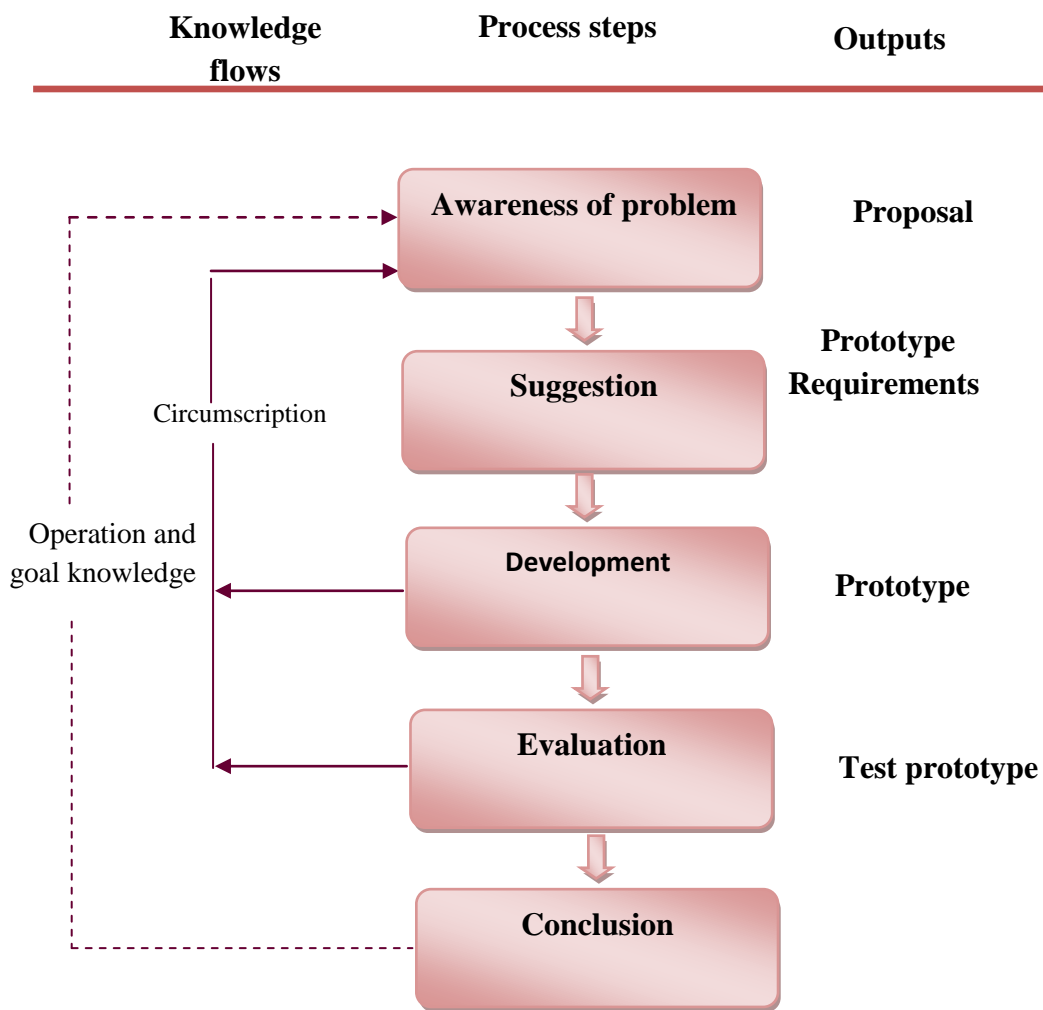 Knowledge
flows
Process steps
Outputs
Awareness of problem
Proposal
Prototype
Requirements
Suggestion
Circumscription
Operation and
goal knowledge
Development
Prototype
Evaluation
Test prototype
Conclusion